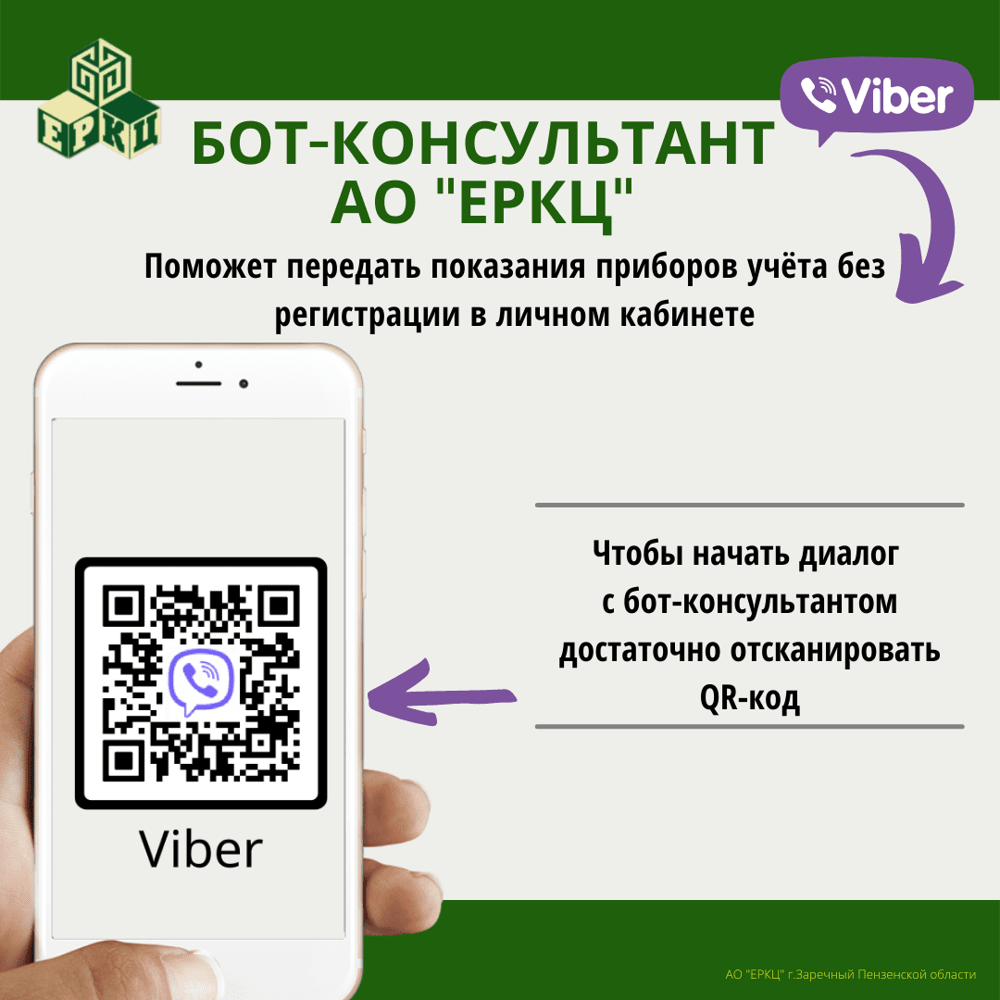 ЕРКЦ
Viber
БОТ-КОНСУЛЬТАНТ
АО "ЕРКЦ"
Поможет передать показания приборов учёта без
регистрации в личном кабинете
Чтобы начать диалог
с бот-консультантом
достаточно отсканировать
QR-код
Viber
АО "ЕРКЦ" г.Заречный Пензенской области